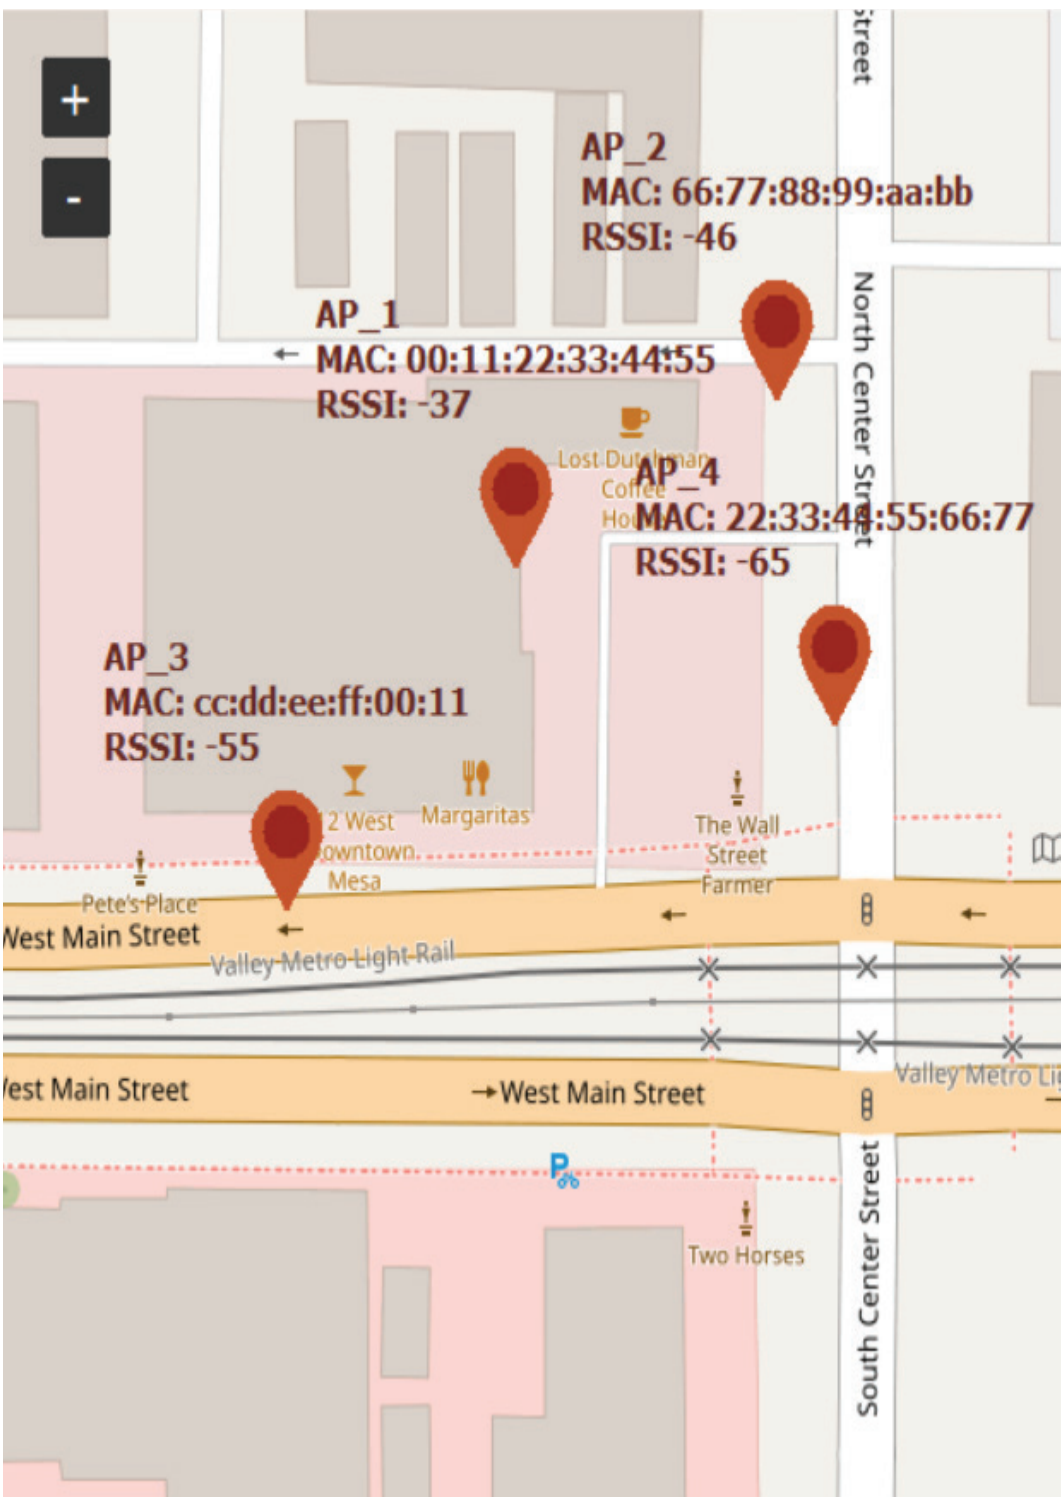 +
-
Street
AP_2
MAC: 66:77:88:99:aa:bb
RSSI: -46
North Center Street
AP_1
MAC: 00:11:22:33:44:55
RSSI: -37
Lost Dutchman
Coffee
House
AP_4
MAC: 22:33:44:55:66:77
RSSI: -65
AP_3
MAC: cc:dd:ee:ff:00:11
RSSI: -55
12 West
Downtown
Mesa
Margaritas
The Wall
Street
Farmer
Pete's Place
West Main Street
Valley Metro Light Rail
West Main Street
West Main Street
Valley Metro Lig
P
Two Horses
South Center Street